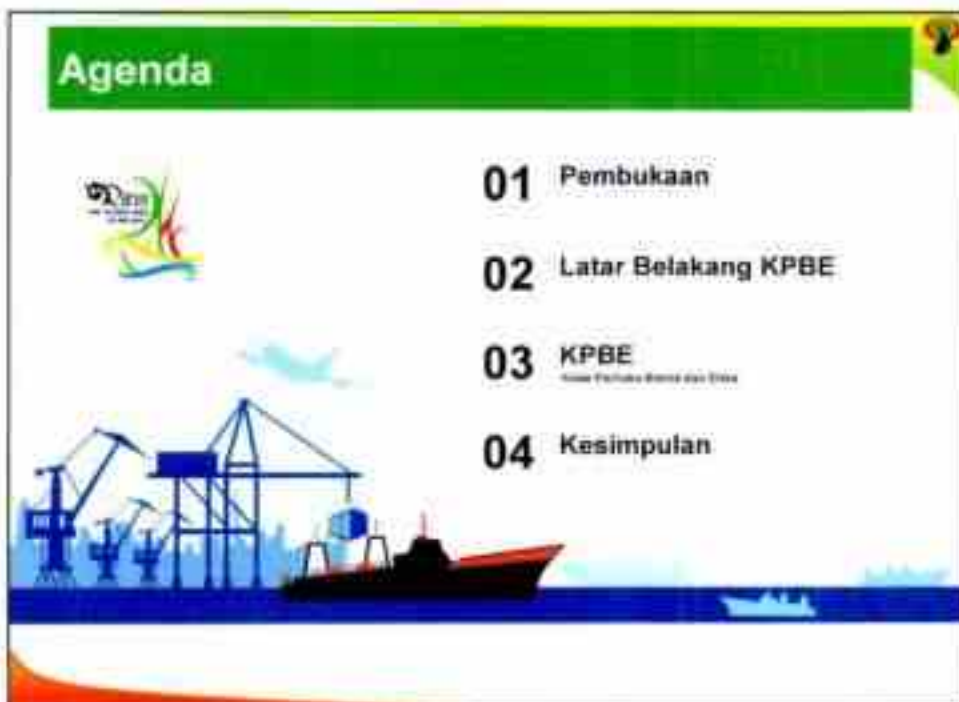 Agenda
01 Pembukaan
02 Latar Belakang KPBE
03 KPBE
04 Kesimpulan